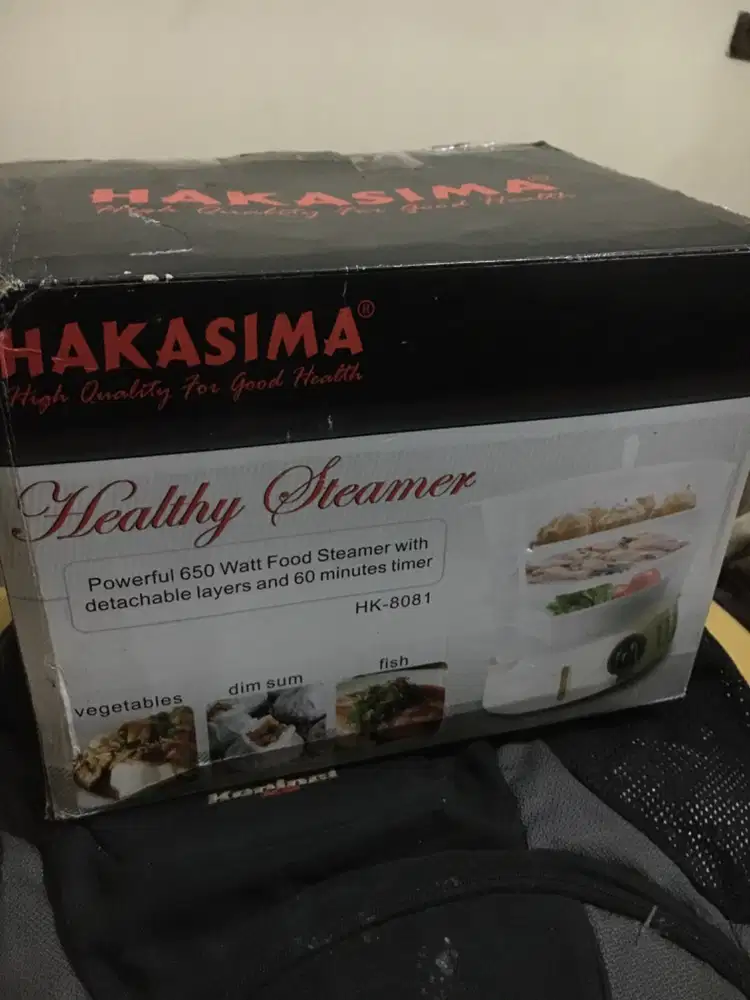 HAKASIMA
High Quality For Good Health
HAKASIMA®
High Quality For Good Health
Healthy Steamer
Powerful 650 Watt Food Steamer with
detachable layers and 60 minutes timer
HK-8081
vegetables dim sum fish